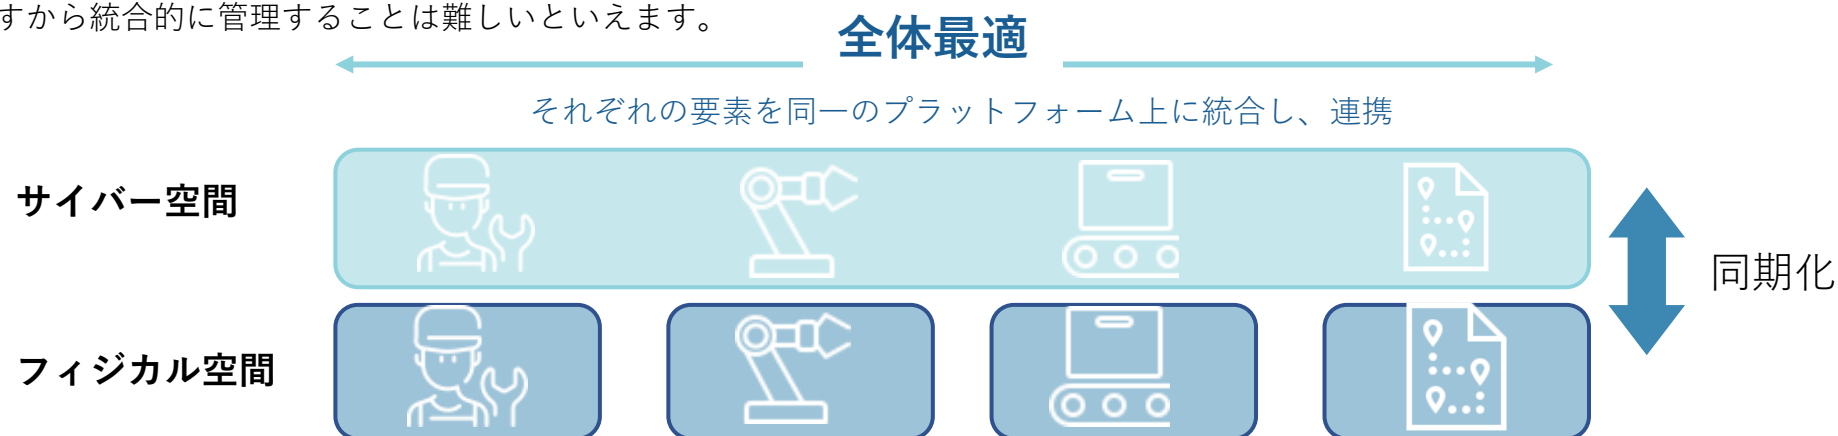 すから統合的に管理することは難しいといえます。
全体最適
それぞれの要素を同一のプラットフォーム上に統合し、連携
サイバー空間
同期化
フィジカル空間